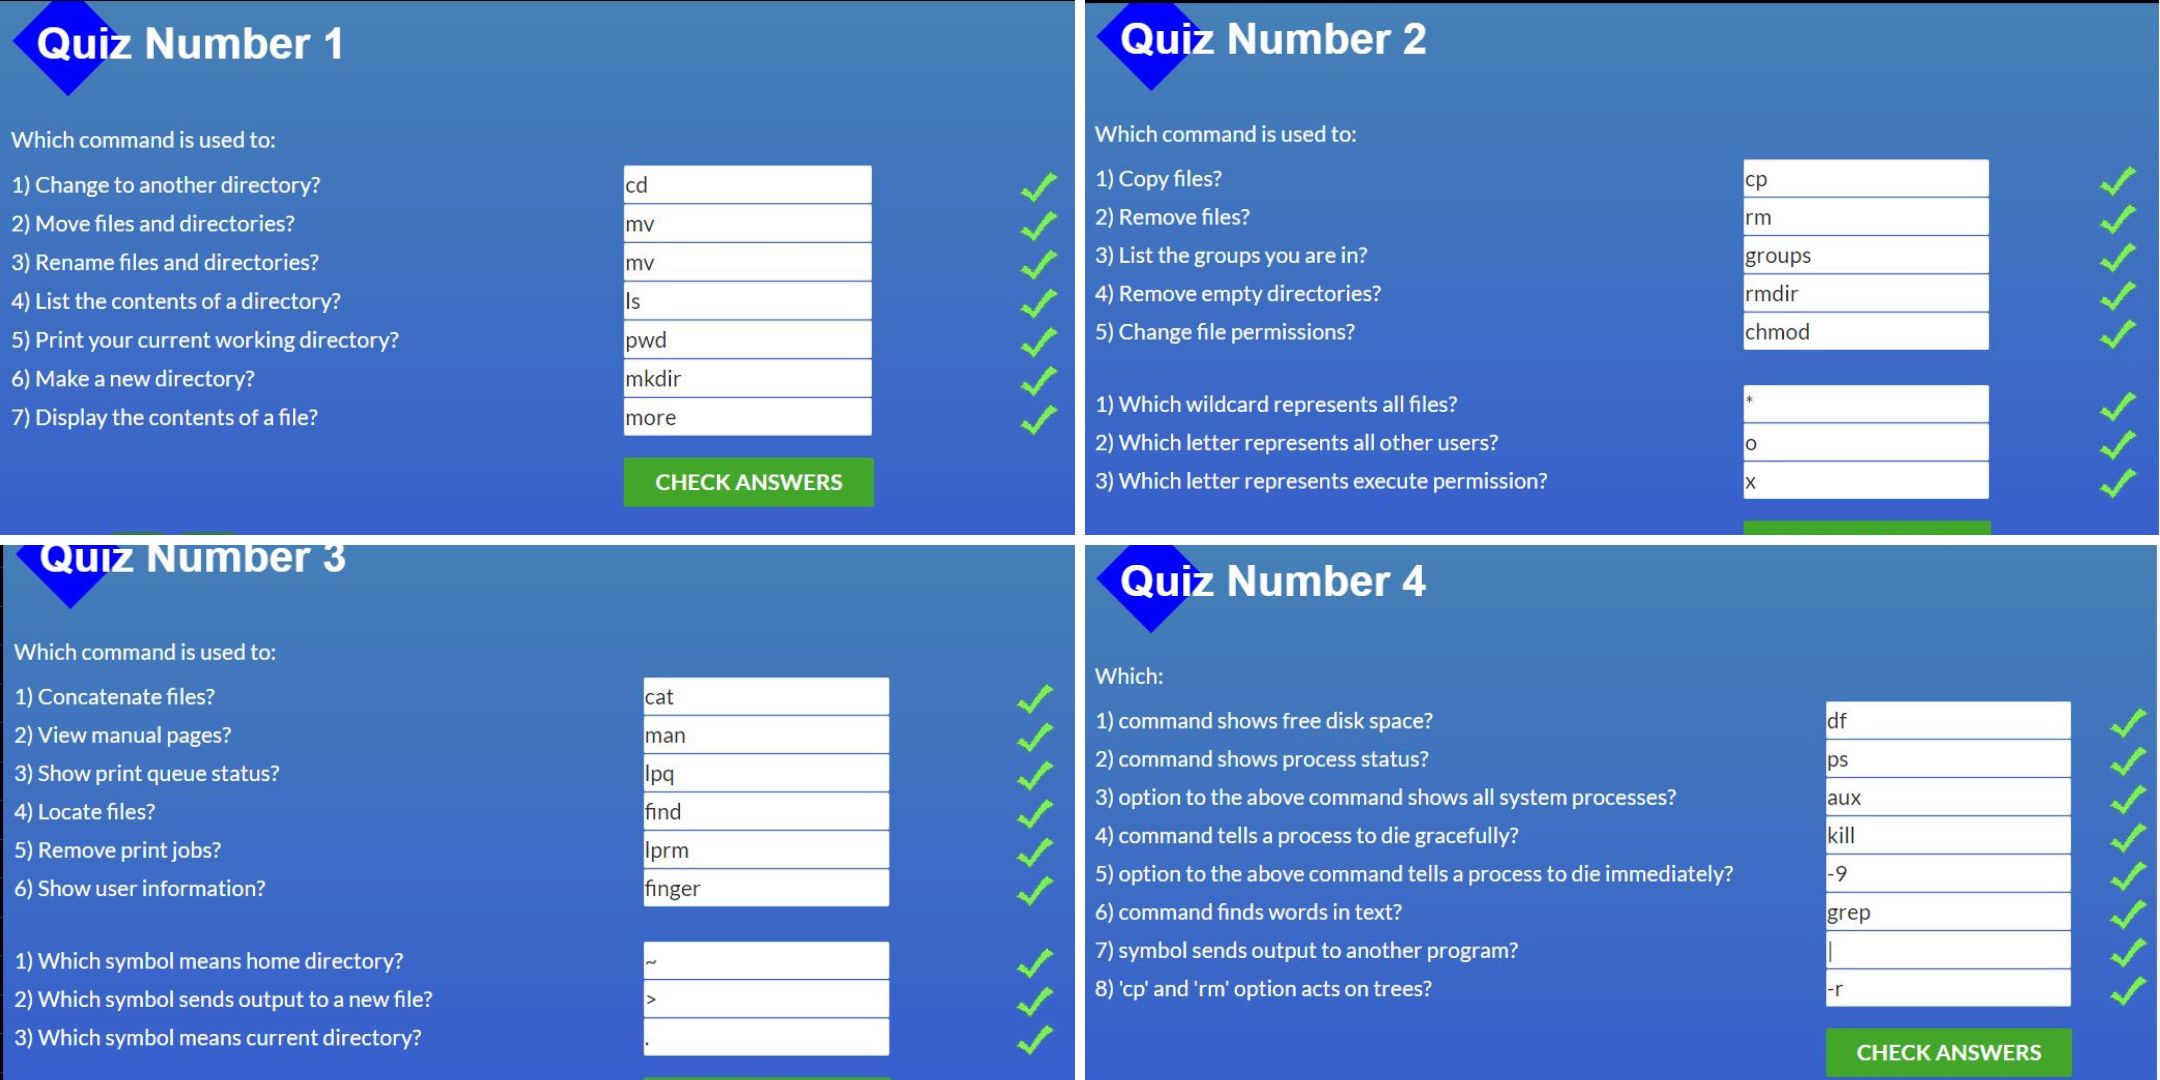 Quiz Number 1
Which command is used to:
1) Change to another directory? cd
2) Move files and directories? mv
3) Rename files and directories? mv
4) List the contents of a directory? ls
5) Print your current working directory? pwd
6) Make a new directory? mkdir
7) Display the contents of a file? more
CHECK ANSWERS
Quiz Number 2
Which command is used to:
1) Copy files? cp
2) Remove files? rm
3) List the groups you are in? groups
4) Remove empty directories? rmdir
5) Change file permissions? chmod
1) Which wildcard represents all files? *
2) Which letter represents all other users? o
3) Which letter represents execute permission? x
Quiz Number 3
Which command is used to:
1) Concatenate files? cat
2) View manual pages? man
3) Show print queue status? lpq
4) Locate files? find
5) Remove print jobs? lprm
6) Show user information? finger
1) Which symbol means home directory? ~
2) Which symbol sends output to a new file? >
3) Which symbol means current directory? .
Quiz Number 4
Which:
1) command shows free disk space? df
2) command shows process status? ps
3) option to the above command shows all system processes? aux
4) command tells a process to die gracefully? kill
5) option to the above command tells a process to die immediately? -9
6) command finds words in text? grep
7) symbol sends output to another program? |
8) 'cp' and 'rm' option acts on trees? -r
CHECK ANSWERS